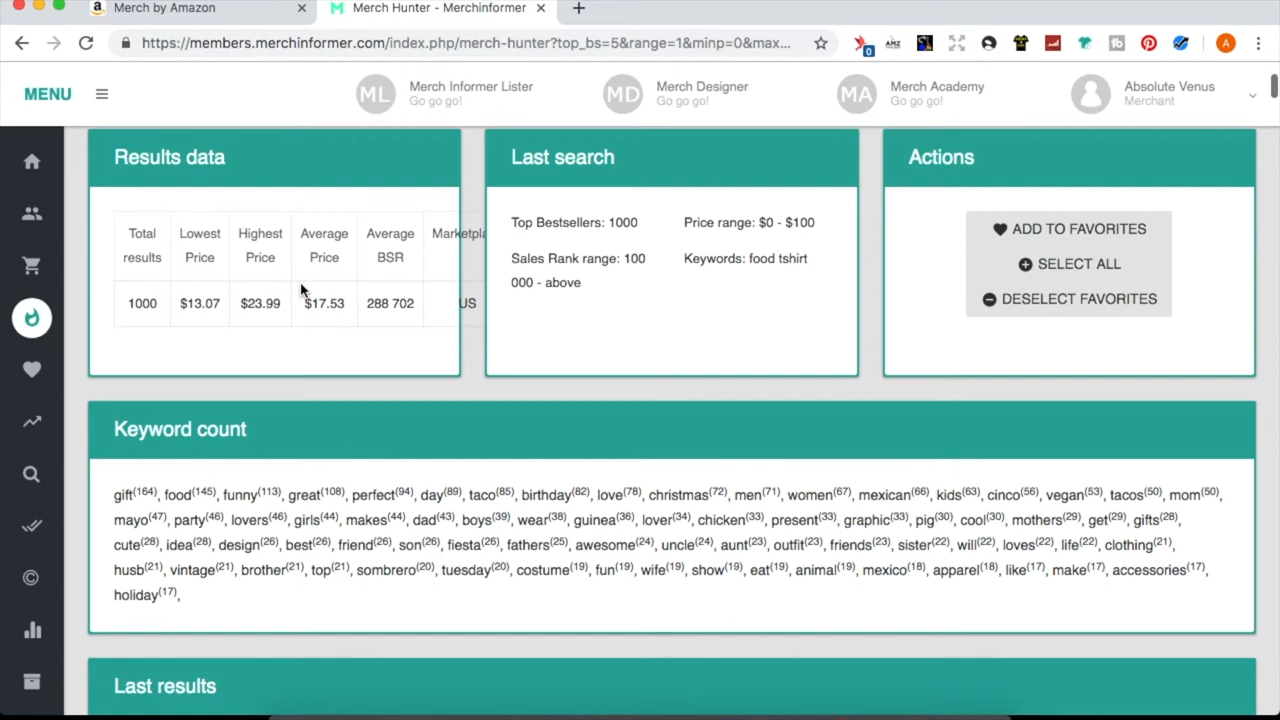 Merch by Amazon
Merch Hunter - Merchinformer
https://members.merchinformer.com/index.php/merch-hunter?top_bs=5&range=1&minp=0&max...
0
A
MENU
ML
Merch Informer Lister
Go go go!
MD
Merch Designer
Go go go!
MA
Merch Academy
Go go go!
Absolute Venus
Merchant
Results data
Total results
Lowest Price
Highest Price
Average Price
Average BSR
Marketpla
1000 $13.07 $23.99 $17.53 288 702 US
Last search
Top Bestsellers: 1000
Price range: $0 - $100
Sales Rank range: 100
000 - above
Keywords: food tshirt
Actions
ADD TO FAVORITES
SELECT ALL
DESELECT FAVORITES
Keyword count
gift(164), food(145), funny(113), great(108), perfect(94), day(89), taco(85), birthday(82), love(78), christmas(72), men(71), women(67), mexican(66), kids(63), cinco(56), vegan(53), tacos(50), mom(50),
mayo(47), party(46), lovers(46), girls(44), makes(44), dad(43), boys(39), wear(38), guinea(36), lover(34), chicken(33), present(33), graphic(33), pig(30), cool(30), mothers(29), get(29), gifts(28),
cute(28), idea(28), design(26), best(26), friend(26), son(26), fiesta(26), fathers(25), awesome(24), uncle(24), aunt(23), outfit(23), friends(23), sister(22), will(22), loves(22), life(22), clothing(21),
husb(21), vintage(21), brother(21), top(21), sombrero(20), tuesday(20), costume(19), fun(19), wife(19), show(19), eat(19), animal(19), mexico(18), apparel(18), like(17), make(17), accessories(17),
holiday(17),
Last results